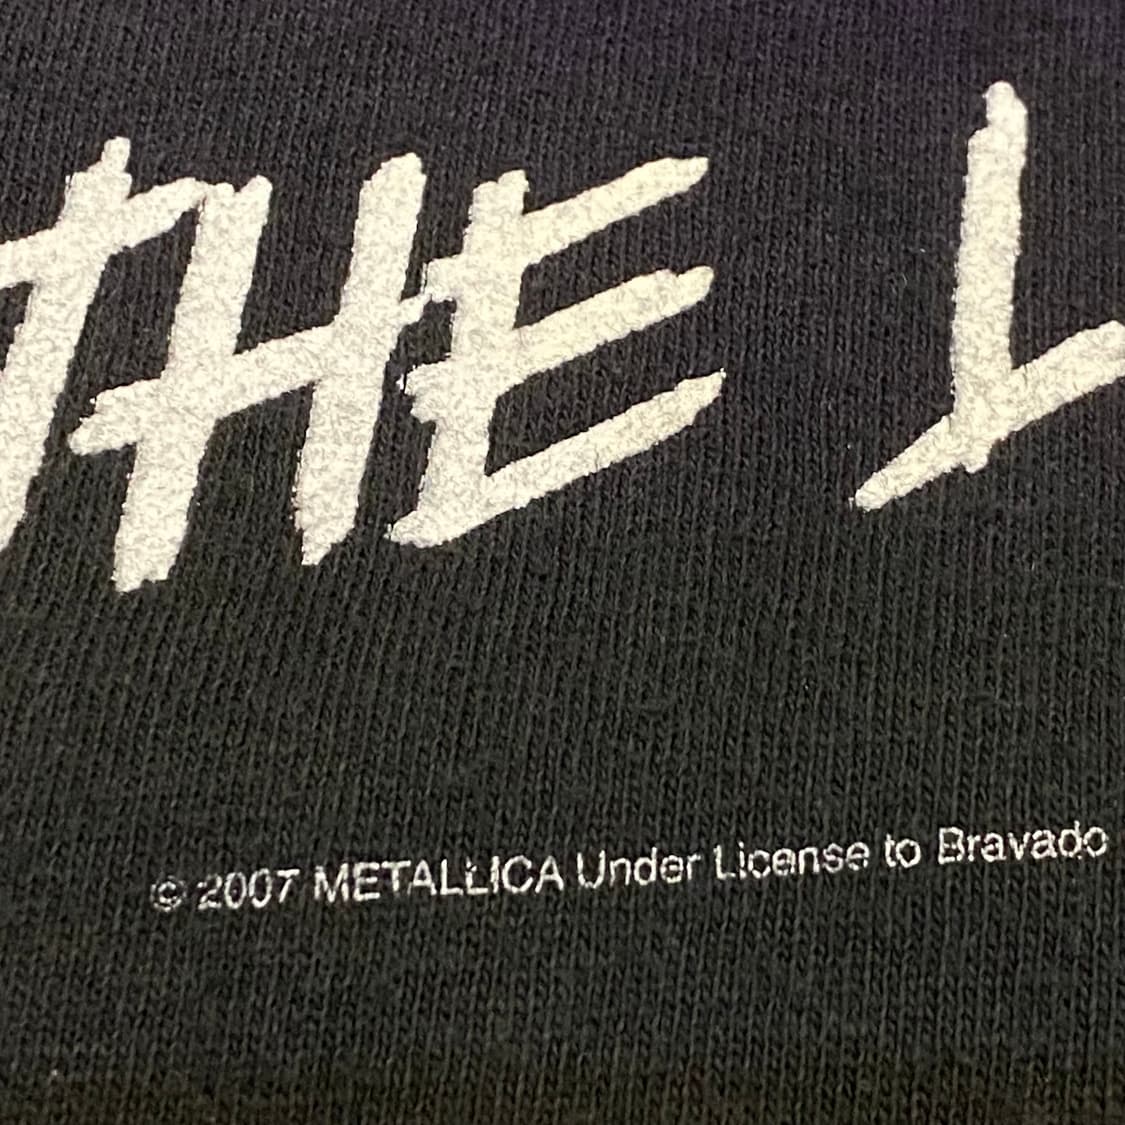 THE L
© 2007 METALLICA Under License to Bravado